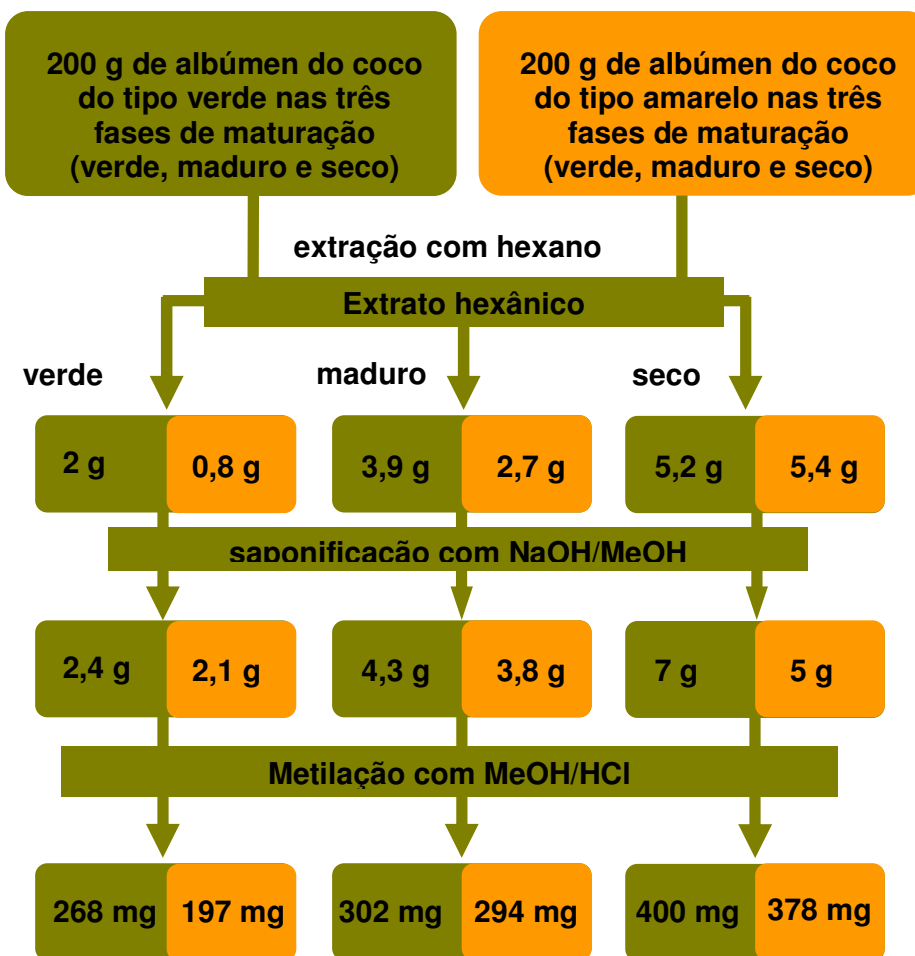 200 g de albúmen do coco
do tipo verde nas três
fases de maturação
(verde, maduro e seco)
200 g de albúmen do coco
do tipo amarelo nas três
fases de maturação
(verde, maduro e seco)
extração com hexano
Extrato hexânico
verde
maduro
seco
2 g
0,8 g
3,9 g
2,7 g
5,2 g
5,4 g
saponificação com NaOH/MeOH
2,4 g
2,1 g
4,3 g
3,8 g
7 g
5 g
Metilação com MeOH/HCl
268 mg
197 mg
302 mg
294 mg
400 mg
378 mg